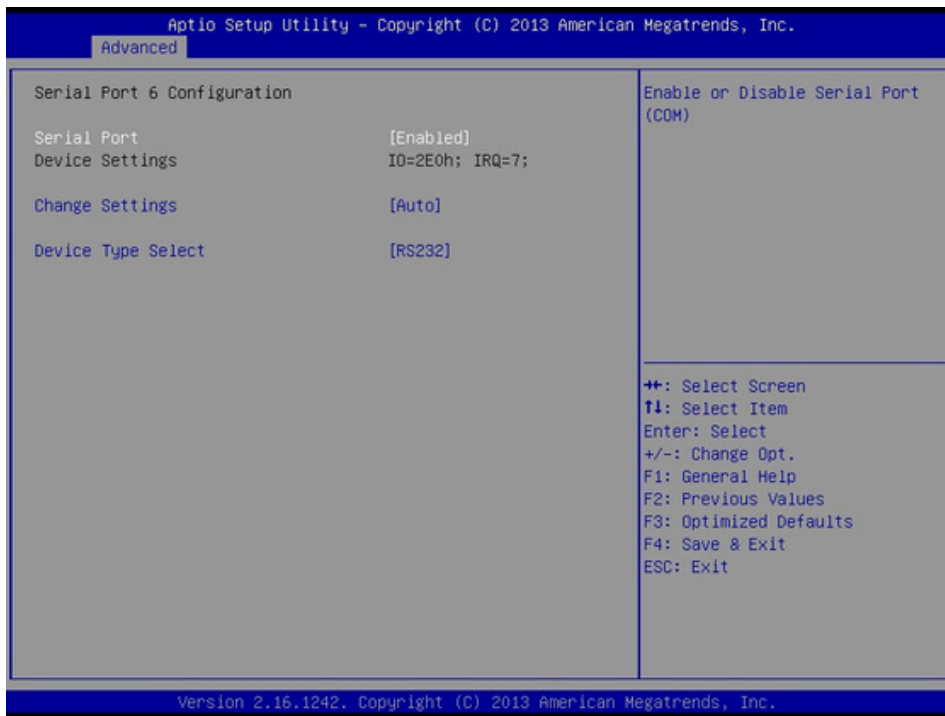 Aptio Setup Utility – Copyright (C) 2013 American Megatrends, Inc.
Advanced
Serial Port 6 Configuration
Serial Port [Enabled]
Device Settings IO=2E0h; IRQ=7;
Change Settings [Auto]
Device Type Select [RS232]
Enable or Disable Serial Port
(COM)
→←: Select Screen
↑↓: Select Item
Enter: Select
+/-: Change Opt.
F1: General Help
F2: Previous Values
F3: Optimized Defaults
F4: Save & Exit
ESC: Exit
Version 2.16.1242. Copyright (C) 2013 American Megatrends, Inc.